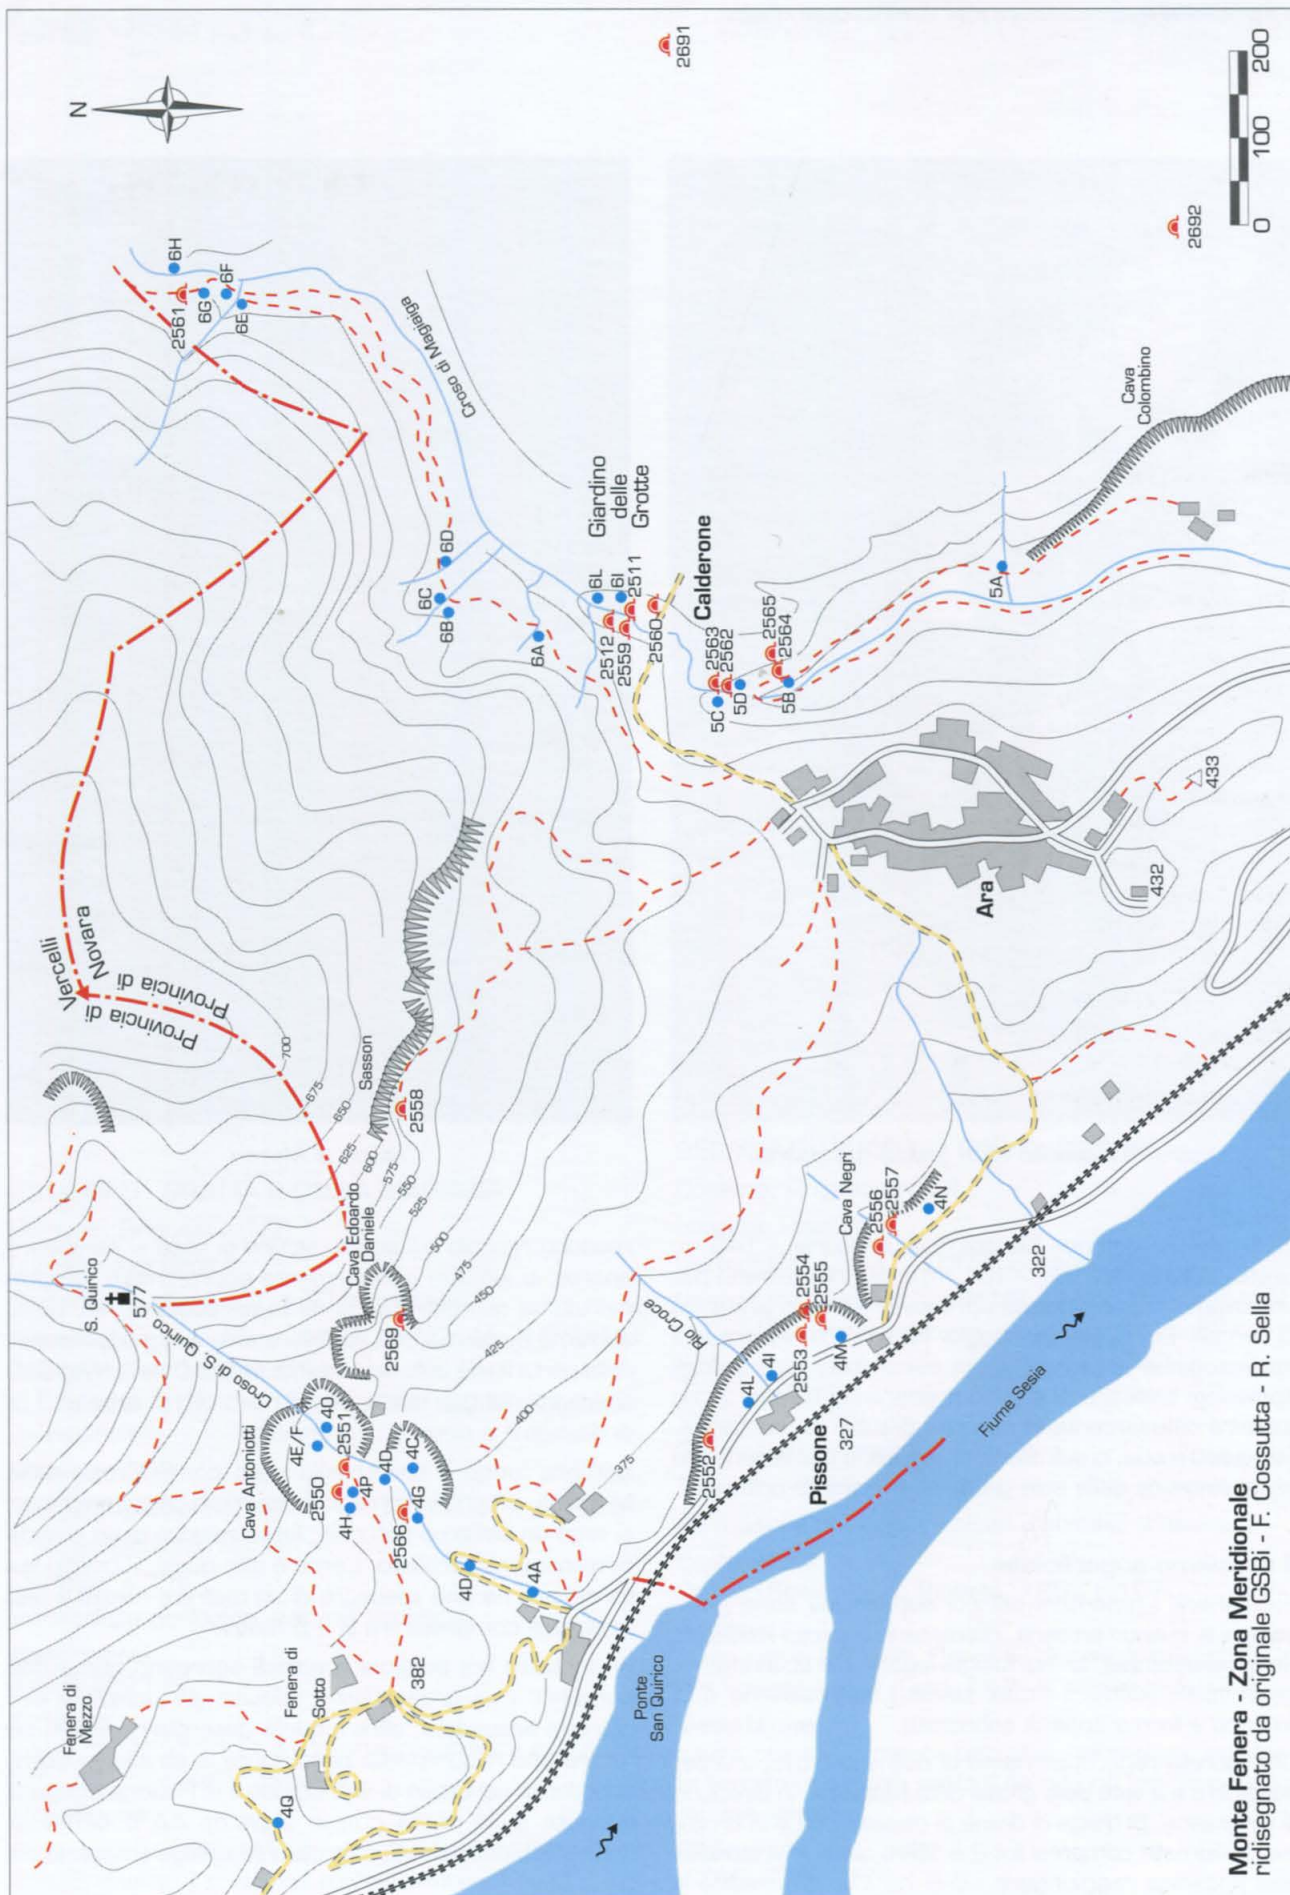 N
2691
2692
0 100 200
6H
2561
6G
6F
6E
Croso di Magiaiga
Cava
Colombino
Giardino
delle
Grotte
6D
6C
6B
6A
6L
6I
2511
2512
2559
2560
Calderone
2563
2562
5C
5D
2565
2564
5B
5A
433
432
Ara
Provincia di
Vercelli
Provincia di
Novara
700
675
650
625
600
575
550
525
500
475
450
425
400
375
Sasson
2558
S. Quirico
577
Croso di S. Quirico
Cava Edoardo
Daniele
2569
Cava Antoniotti
4E/F
4O
2551
2550
4P
4H
4D
4C
2566
4G
4D
4A
Rio Croce
Cava Negri
2556
2557
4N
2554
2555
2553
4M
4I
4L
2552
Pissone
327
322
Fiume Sesia
Ponte
San Quirico
Fenera di
Mezzo
Fenera di
Sotto
382
4Q
Monte Fenera - Zona Meridionale
ridisegnato da originale GSBi - F. Cossutta - R. Sella